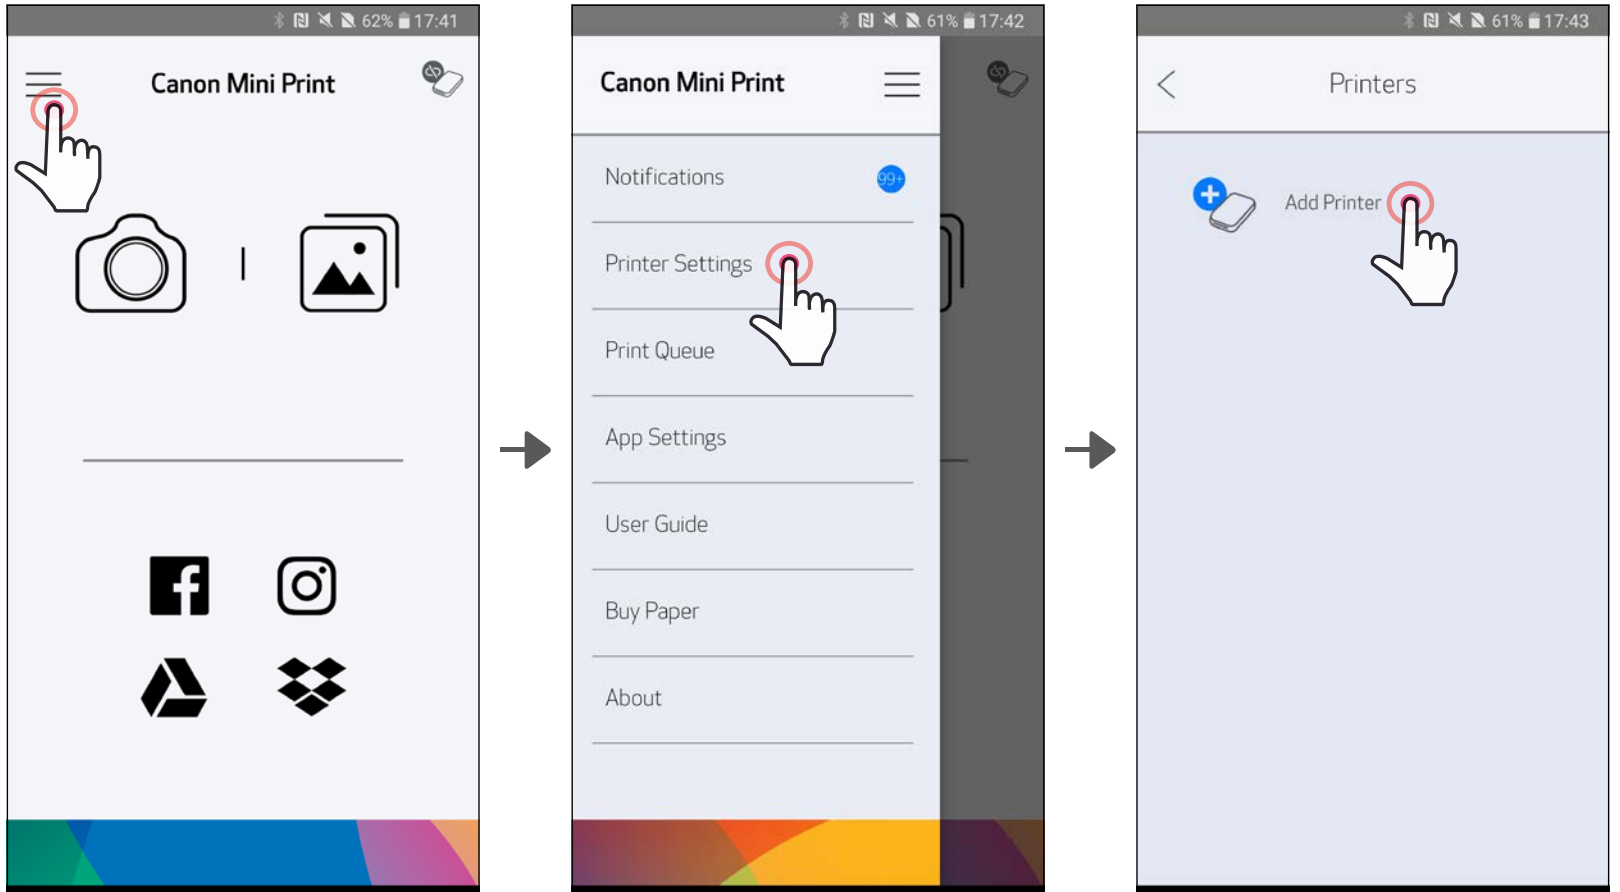 62% 17:41
Canon Mini Print
61% 17:42
Canon Mini Print
Notifications
99+
Printer Settings
Print Queue
App Settings
User Guide
Buy Paper
About
61% 17:43
Printers
Add Printer